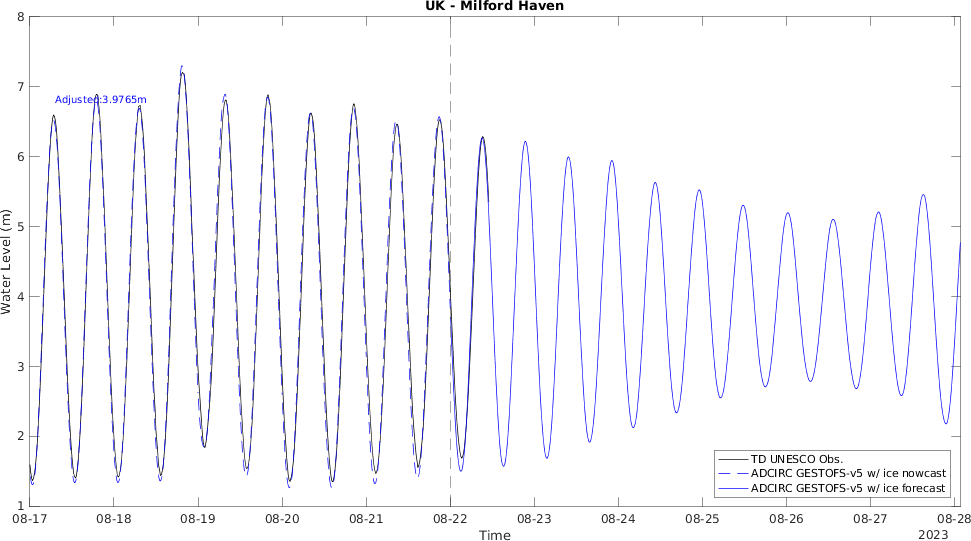 UK - Milford Haven
8
7
6
5
4
3
2
1
Water Level (m)
Adjusted:3.9765m
TD UNESCO Obs.
ADCIRC GESTOFS-v5 w/ ice nowcast
ADCIRC GESTOFS-v5 w/ ice forecast
08-17 08-18 08-19 08-20 08-21 08-22 08-23 08-24 08-25 08-26 08-27 08-28
Time
2023